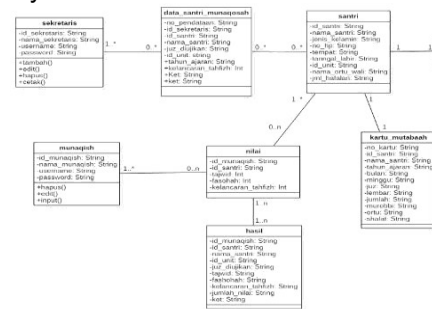 sekretaris
-id_sekretaris: String
-nama_sekretaris: String
-username: String
-password: String
+tambah()
+edit()
+hapus()
+cetak()
1..*
0..*
data_santri_munaqosah
-no_pendataan: String
-id_sekretaris: String
-id_santri: String
-nama_santri: String
-juz_diujikan: String
-id_unit: string
+tahun_ajaran: String
+kelancaran_tahfizh: Int
+Ket: String
+ket: String
0..*
0..*
santri
-id_santri: String
-nama_santri: String
-jenis_kelamin: String
-no_hp: String
-tempat: String
-tanggal_lahir: String
-id_unit: String
-nama_ortu_wali: String
-jml_hafalan: String
1
1
1..*
1
0..n
1
munaqish
-id_munaqish: String
-nama_munaqish: String
-username: String
-password: String
+hapus()
+edit()
+input()
1..*
0..n
nilai
-id_munaqish: String
-id_santri: String
-tajwid: Int
-fasohah: Int
-kelancaran_tahfizh: Int
kartu_mutabaah
-no_kartu: String
-id_santri: String
-nama_santri: String
-tahun_ajaran: String
-bulan: String
-minggu: String
-juz: String
-lembar: String
-jumlah: String
-murottib: String
-ortu: String
-sholat: String
1..n
1..n
hasil
-id_munaqish: String
-id_santri: String
-nama_santri: String
-id_unit: String
-juz_diujikan: String
-tajwid: String
-fashohah: String
-kelancaran_tahfizh: String
-jumlah_nilai: String
-ket: String